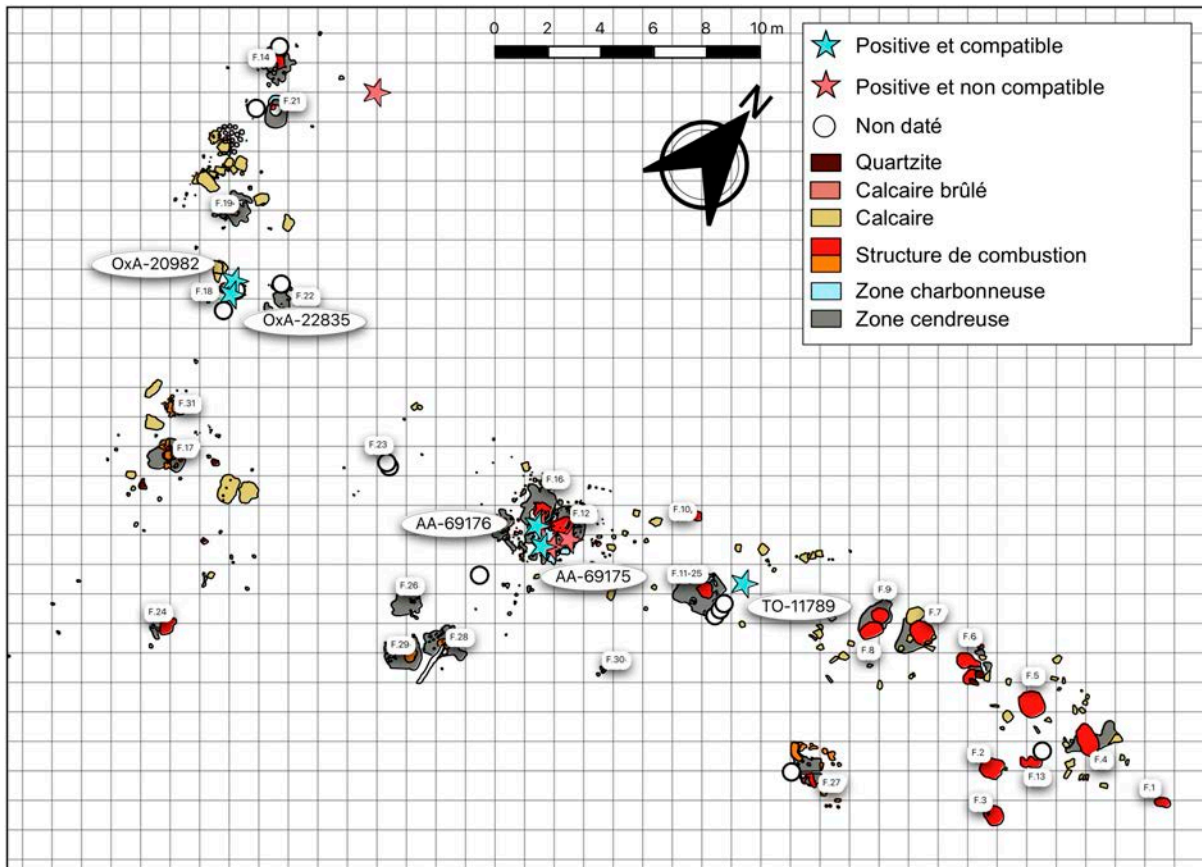 0 2 4 6 8 10 m
N
Positive et compatible
Positive et non compatible
Non daté
Quartzite
Calcaire brûlé
Calcaire
Structure de combustion
Zone charbonneuse
Zone cendreuse
F.14
F.21
F.19
OxA-20982
F.18
F.22
OxA-22835
F.31
F.17
F.23
F.16
F.12
F.10
AA-69176
AA-69175
F.11-25
TO-11789
F.26
F.24
F.29
F.28
F.30
F.9
F.7
F.8
F.6
F.5
F.4
F.2
F.13
F.3
F.1
F.27